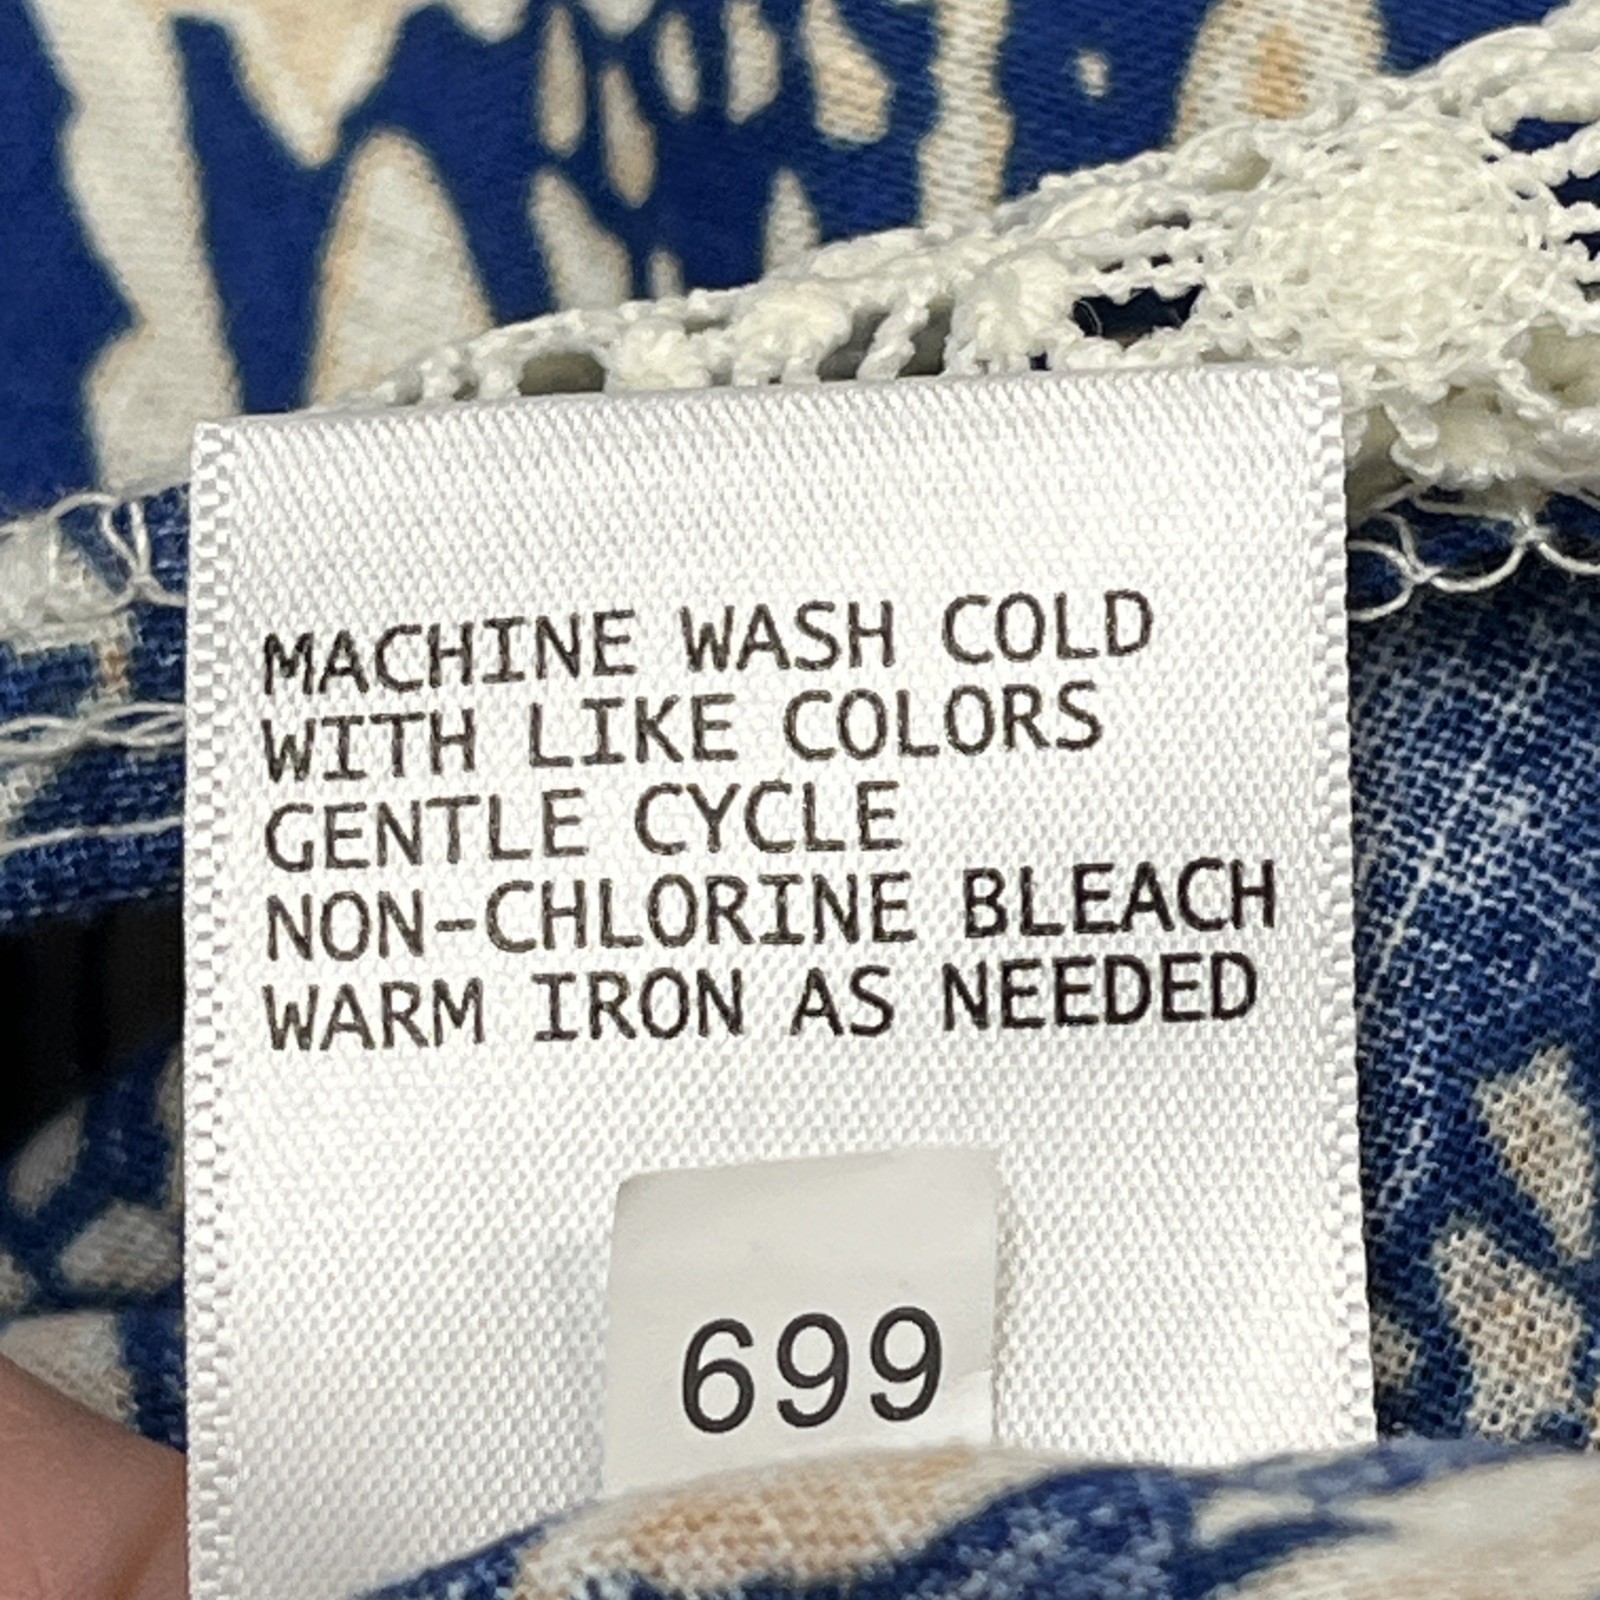 MACHINE WASH COLD
WITH LIKE COLORS
GENTLE CYCLE
NON-CHLORINE BLEACH
WARM IRON AS NEEDED
699